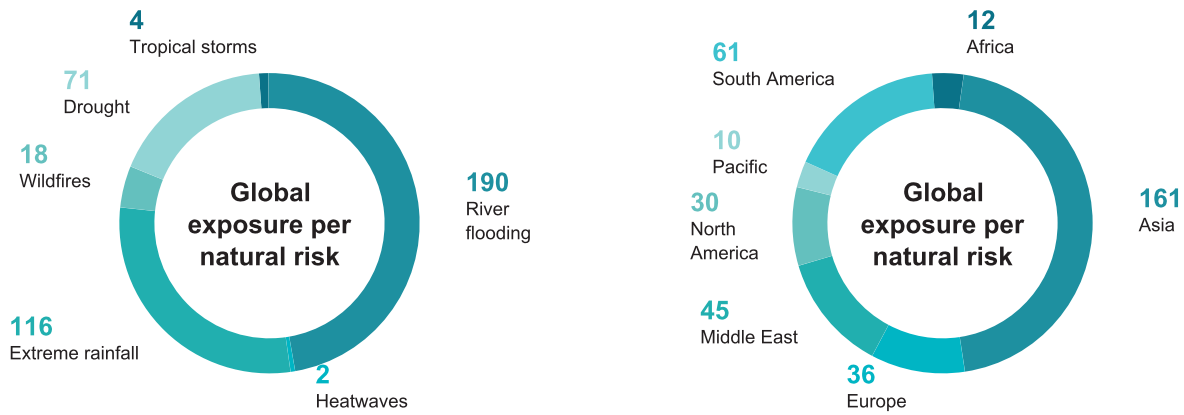 4
Tropical storms
71
Drought
18
Wildfires
Global
exposure per
natural risk
190
River
flooding
116
Extreme rainfall
2
Heatwaves
12
Africa
61
South America
10
Pacific
30
North
America
Global
exposure per
natural risk
161
Asia
45
Middle East
36
Europe